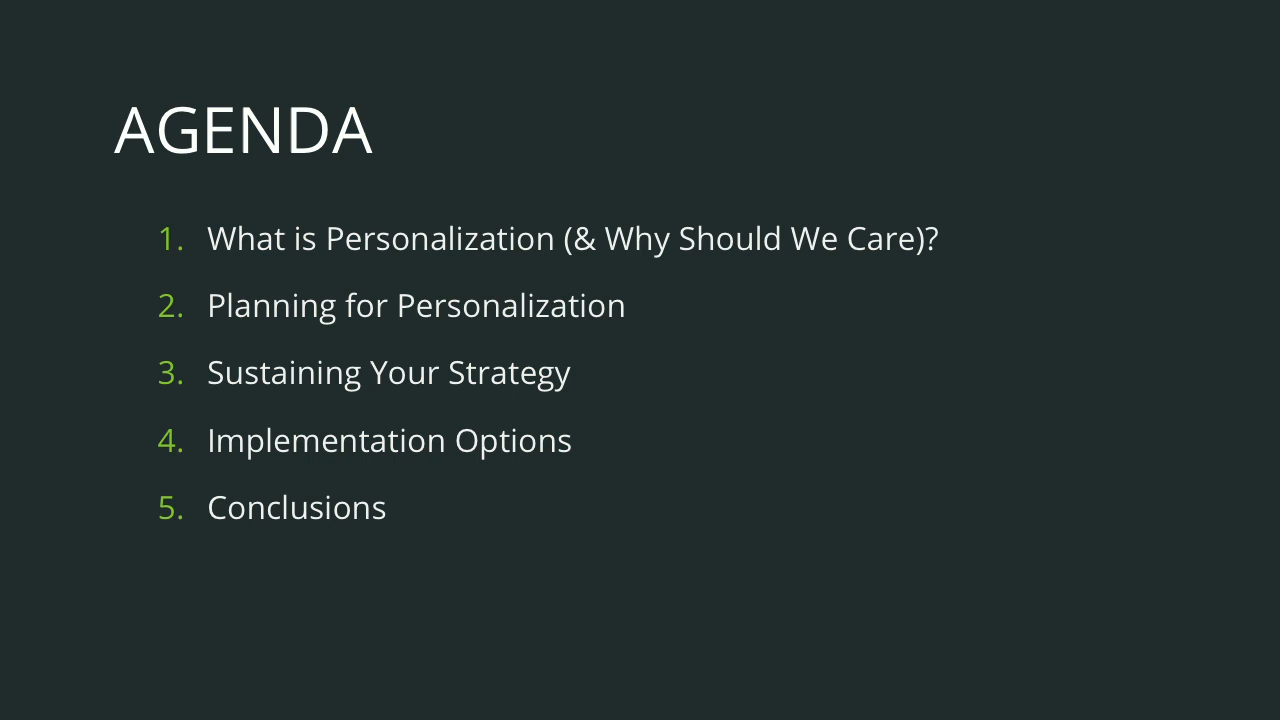 AGENDA
1. What is Personalization (& Why Should We Care)?
2. Planning for Personalization
3. Sustaining Your Strategy
4. Implementation Options
5. Conclusions